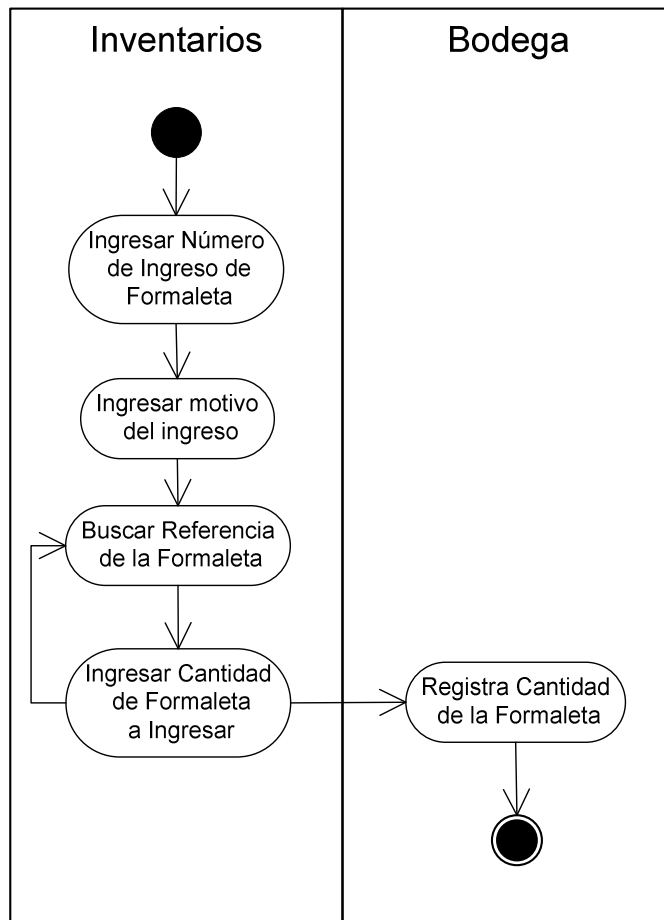 Inventarios
Bodega
Ingresar Número
de Ingreso de
Formaleta
Ingresar motivo
del ingreso
Buscar Referencia
de la Formaleta
Ingresar Cantidad
de Formaleta
a Ingresar
Registra Cantidad
de la Formaleta